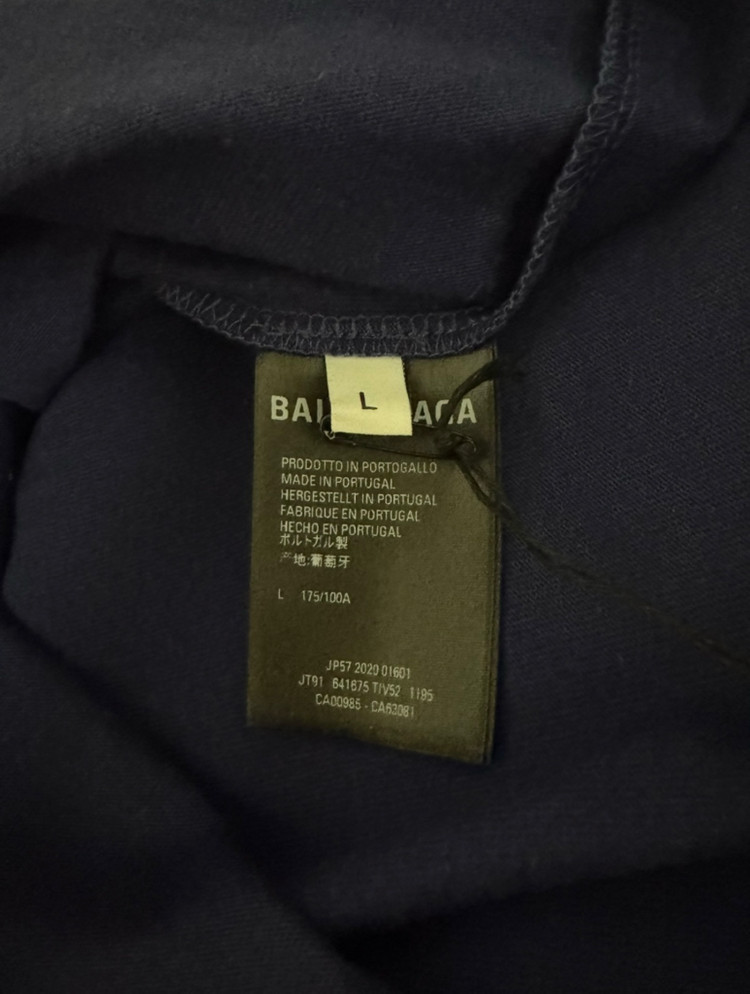 L
BAL AGA
PRODOTTO IN PORTOGALLO
MADE IN PORTUGAL
HERGESTELLT IN PORTUGAL
FABRIQUE EN PORTUGAL
HECHO EN PORTUGAL
ポルトガル製
产地:葡萄牙
L 175/100A
JP57 2020 01601
JT91 641675 TIV52 1195
CA00985 - CA63081